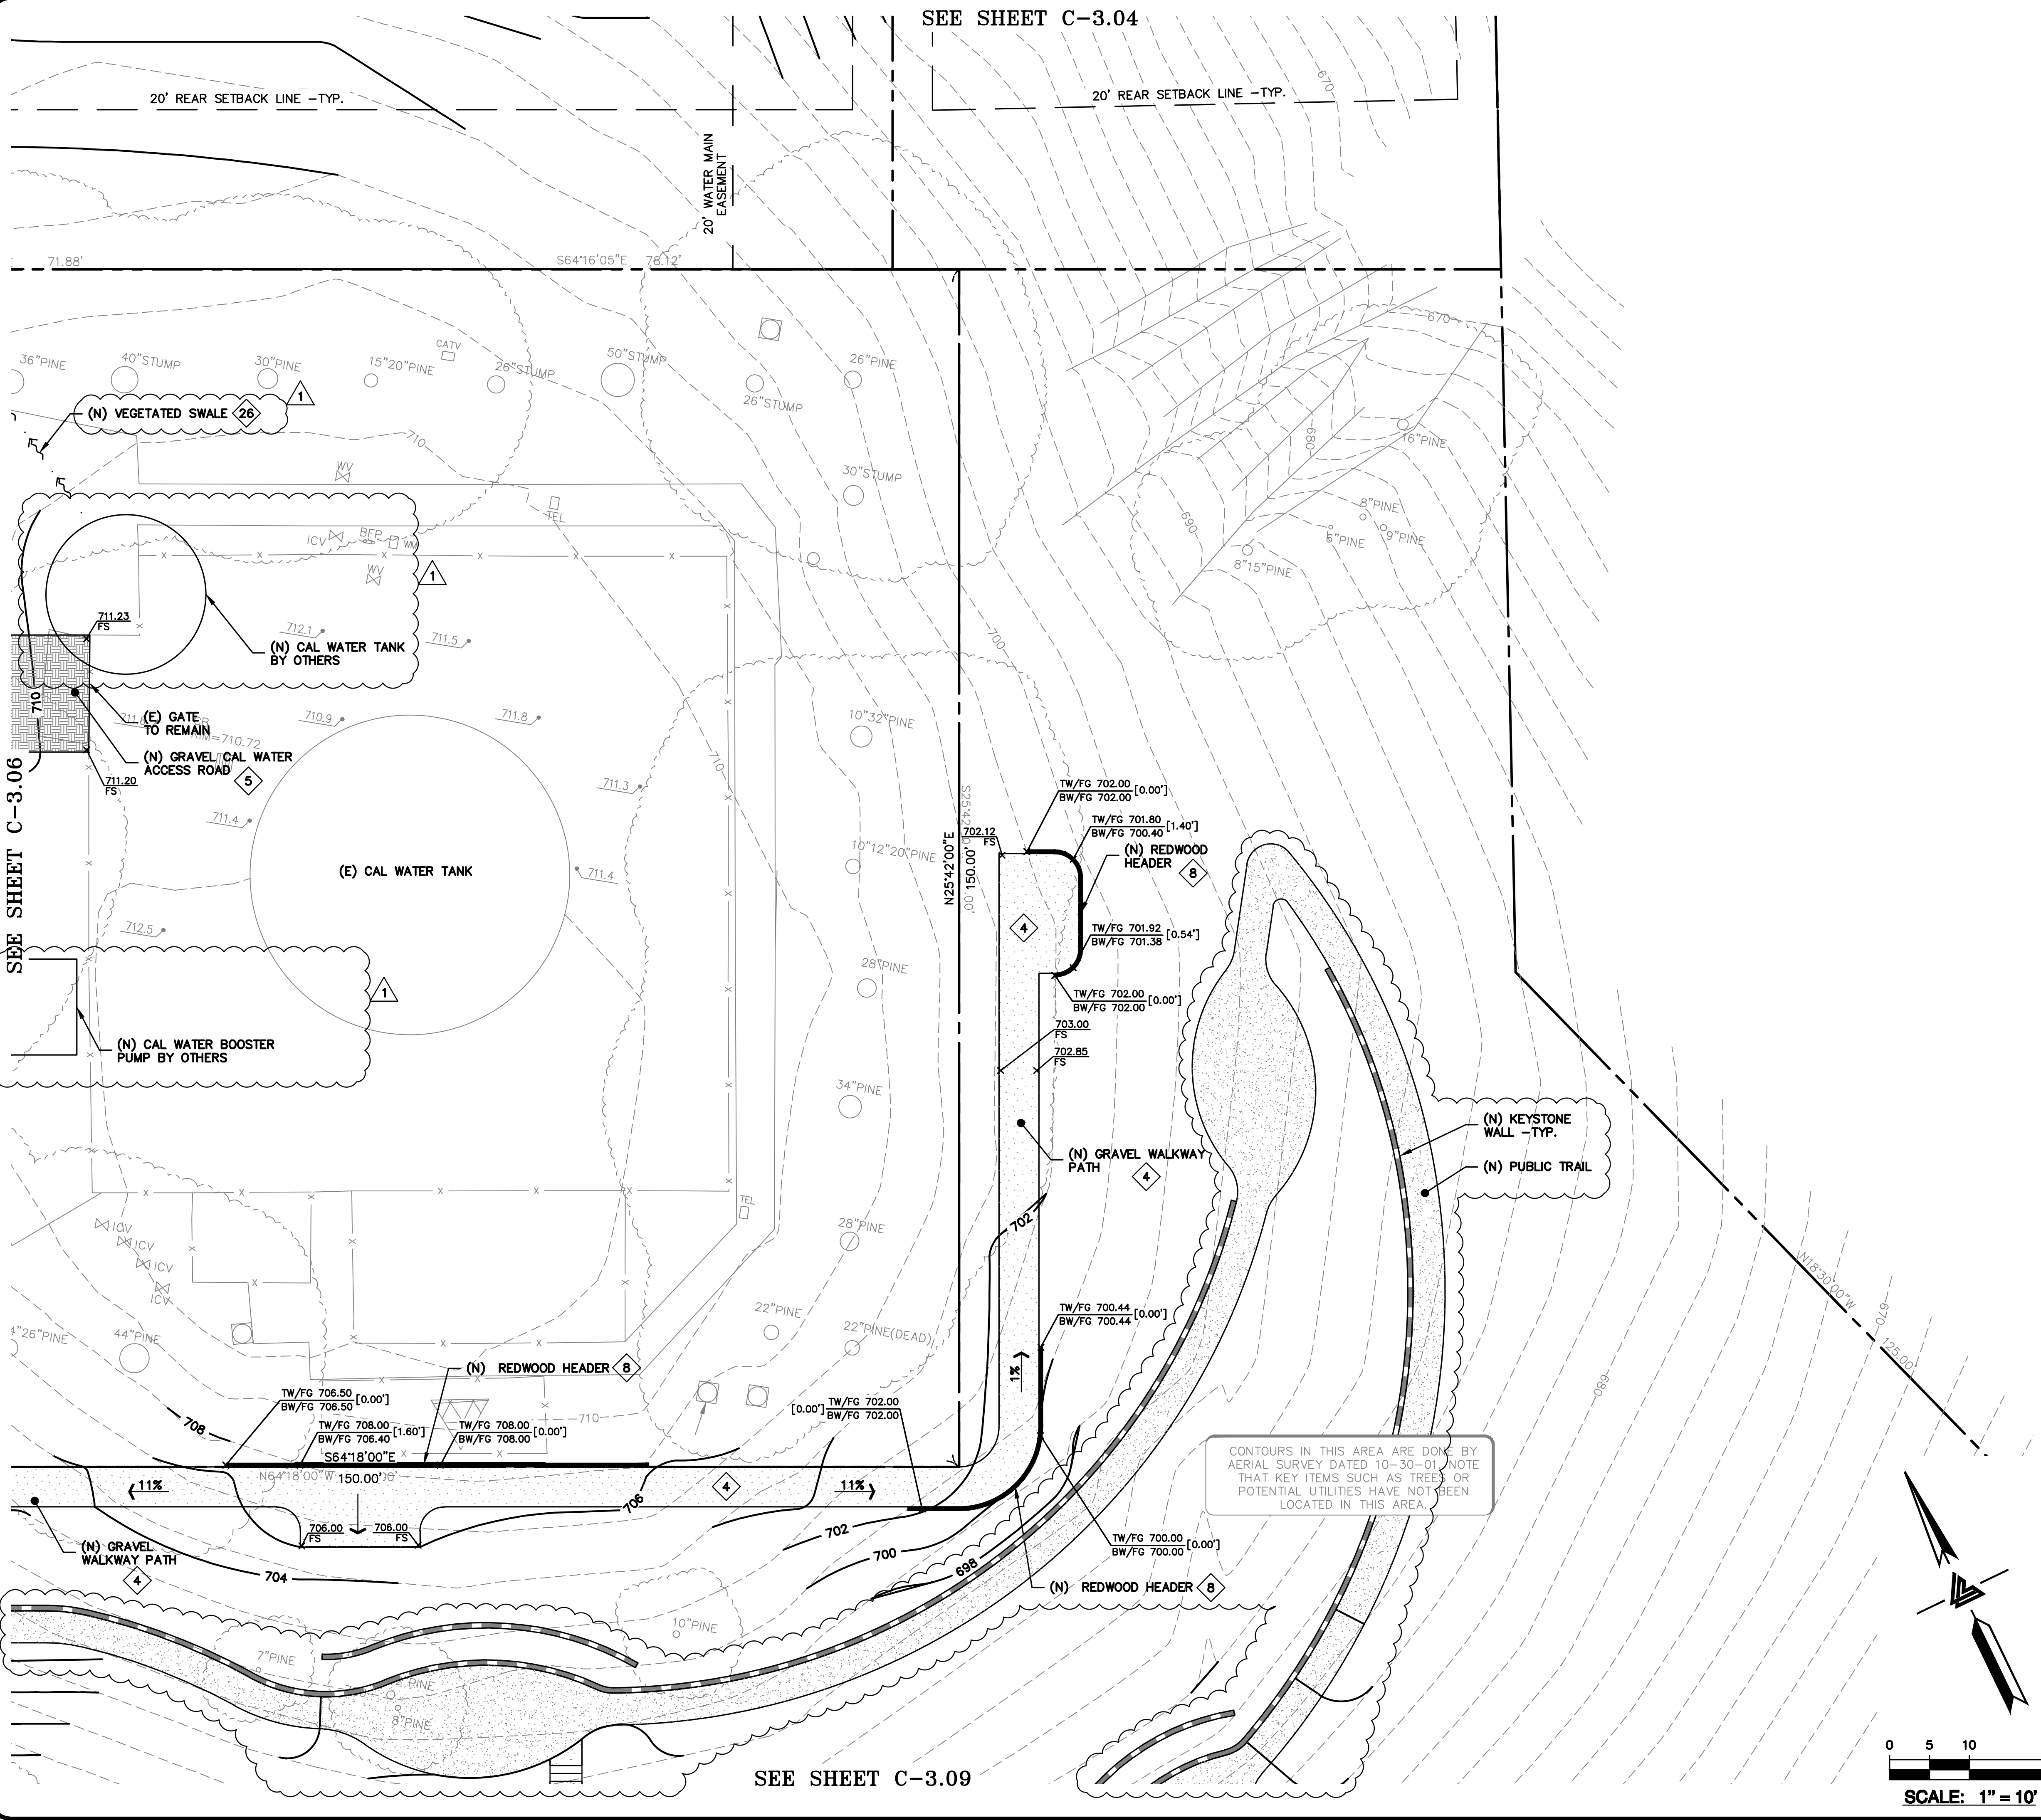 SEE SHEET C-3.04
20' REAR SETBACK LINE -TYP.
20' REAR SETBACK LINE -TYP.
670
20' WATER MAIN
EASEMENT
71.88'
S64°16'05"E 78.12'
670
36"PINE
40"STUMP
30"PINE
15"20"PINE
CATV
26"STUMP
50"STUMP
26"STUMP
26"PINE
(N) VEGETATED SWALE 26
1
710
680
16"PINE
WV
30"STUMP
TEL
8"PINE
9"PINE
6"PINE
690
8"15"PINE
ICV
BFP
WM
WV
1
711.23
FS
712.1
711.5
(N) CAL WATER TANK
BY OTHERS
700
710
(E) GATE
TO REMAIN
710.9
711.8
10"32"PINE
RIM=710.72
(N) GRAVEL CAL WATER
ACCESS ROAD 5
711.20
FS
710
711.3
711.4
SEE SHEET C-3.06
TW/FG 702.00
BW/FG 702.00 [0.00']
TW/FG 701.80
BW/FG 700.40 [1.40']
702.12
FS
(N) REDWOOD
HEADER
8
10"12"20"PINE
N25°42'00"E
150.00'
(E) CAL WATER TANK
711.4
712.5
4
TW/FG 701.92
BW/FG 701.38 [0.54']
28"PINE
1
TW/FG 702.00
BW/FG 702.00 [0.00']
703.00
FS
702.85
FS
(N) CAL WATER BOOSTER
PUMP BY OTHERS
34"PINE
(N) KEYSTONE
WALL -TYP.
(N) GRAVEL WALKWAY
PATH
4
(N) PUBLIC TRAIL
TEL
ICV
ICV
ICV
ICV
28"PINE
702
N18°30'00"W
125.00'
670
22"PINE
22"PINE(DEAD)
TW/FG 700.44
BW/FG 700.44 [0.00']
44"PINE
(N) REDWOOD HEADER 8
1%
680
TW/FG 706.50
BW/FG 706.50 [0.00']
708
TW/FG 708.00
BW/FG 706.40 [1.60']
TW/FG 708.00
BW/FG 708.00 [0.00']
710
[0.00'] TW/FG 702.00
BW/FG 702.00
S64°18'00"E
N64°18'00"W
150.00'
11%
4
11%
706
CONTOURS IN THIS AREA ARE DONE BY
AERIAL SURVEY DATED 10-30-01. NOTE
THAT KEY ITEMS SUCH AS TREES OR
POTENTIAL UTILITIES HAVE NOT BEEN
LOCATED IN THIS AREA.
706.00
FS
706.00
FS
702
700
698
(N) GRAVEL
WALKWAY PATH
4
704
TW/FG 700.00
BW/FG 700.00 [0.00']
(N) REDWOOD HEADER 8
10"PINE
7"PINE
8"PINE
SEE SHEET C-3.09
0 5 10
SCALE: 1" = 10'